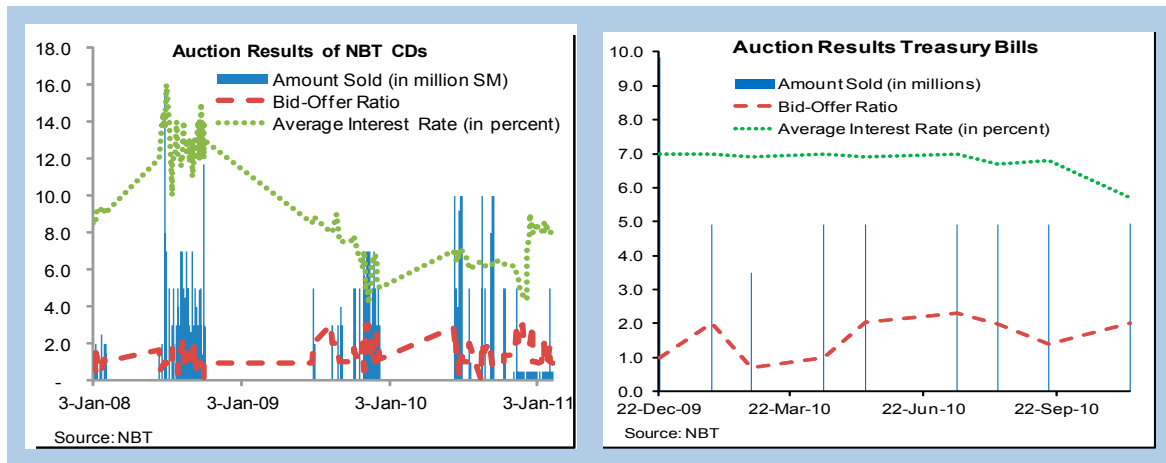 Auction Results of NBT CDs
Amount Sold (in million SM)
Bid-Offer Ratio
Average Interest Rate (in percent)
18.0
16.0
14.0
12.0
10.0
8.0
6.0
4.0
2.0
-
3-Jan-08 3-Jan-09 3-Jan-10 3-Jan-11
Source: NBT
Auction Results Treasury Bills
Amount Sold (in millions)
Bid-Offer Ratio
Average Interest Rate (in percent)
10.0
9.0
8.0
7.0
6.0
5.0
4.0
3.0
2.0
1.0
0.0
22-Dec-09 22-Mar-10 22-Jun-10 22-Sep-10
Source: NBT